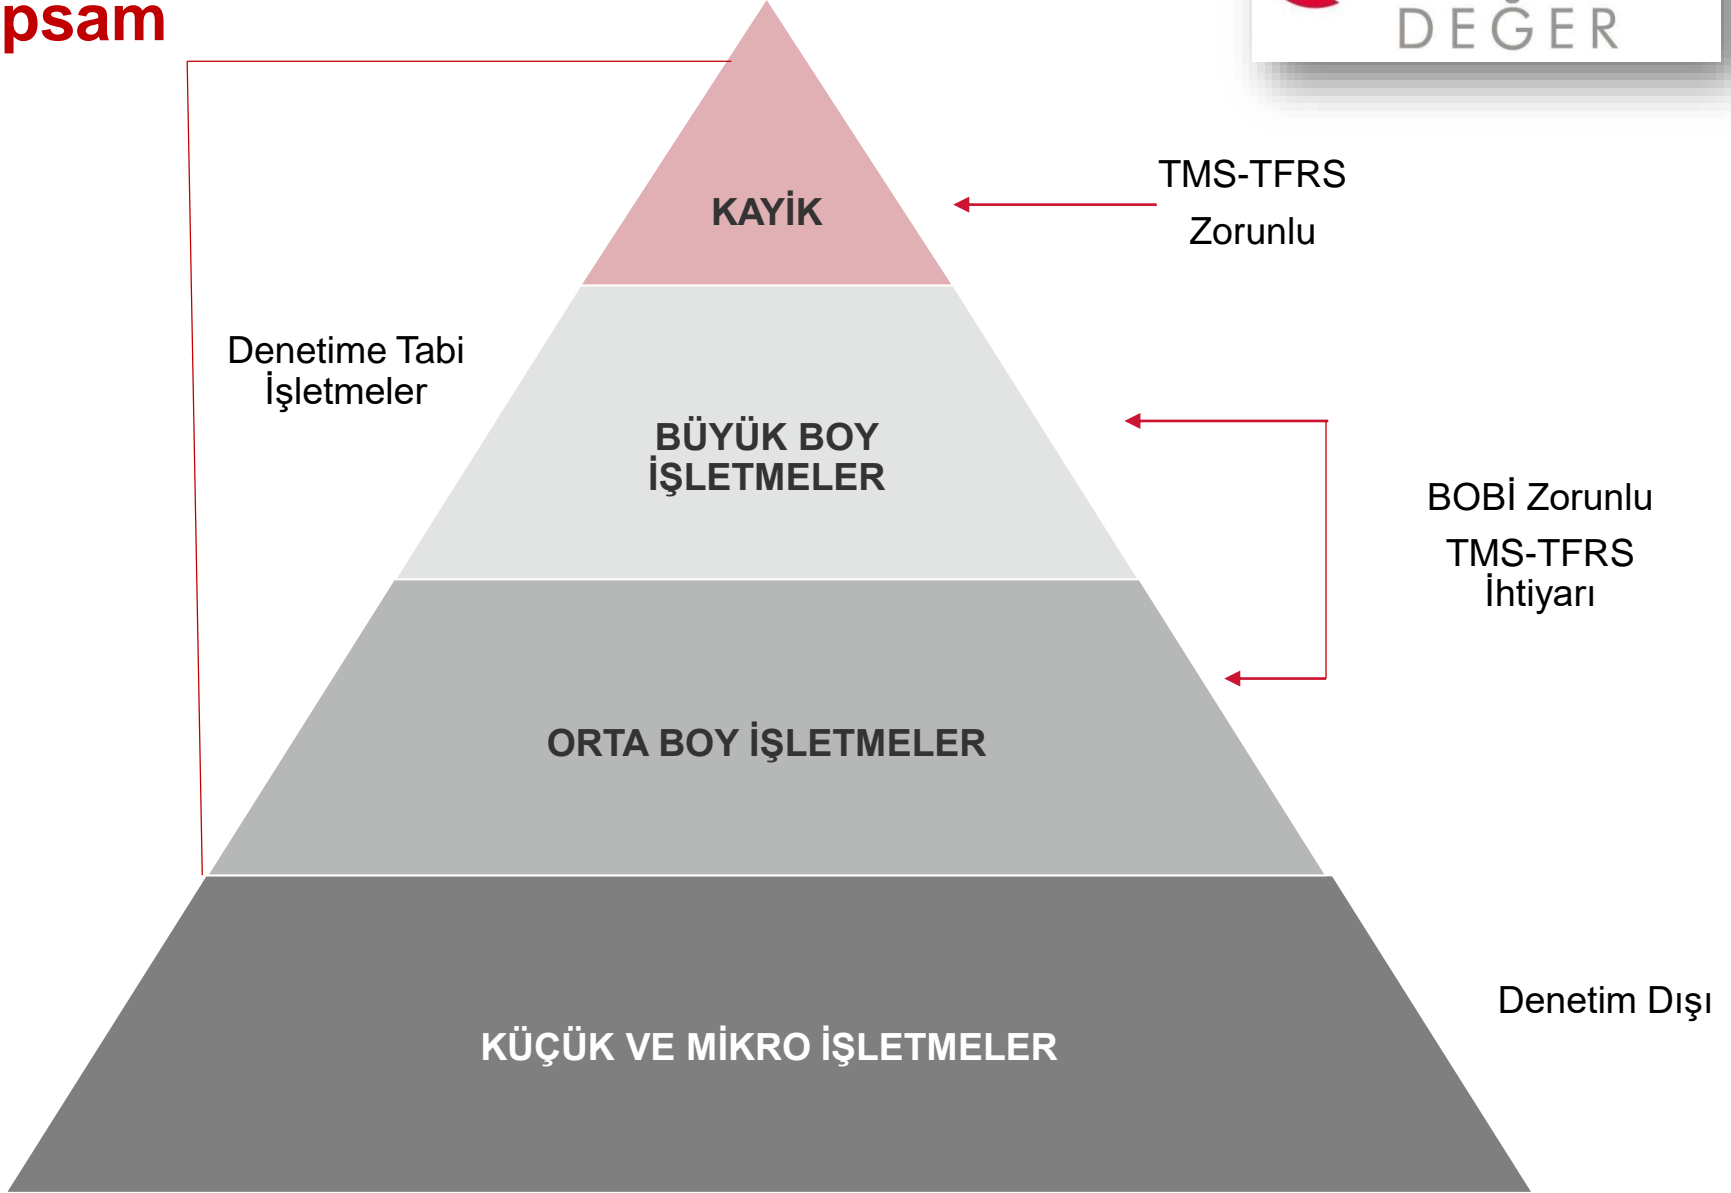 psam
DEĞER
KAYİK
TMS-TFRS
Zorunlu
Denetime Tabi
İşletmeler
BÜYÜK BOY
İŞLETMELER
BOBİ Zorunlu
TMS-TFRS
İhtiyarı
ORTA BOY İŞLETMELER
Denetim Dışı
KÜÇÜK VE MİKRO İŞLETMELER